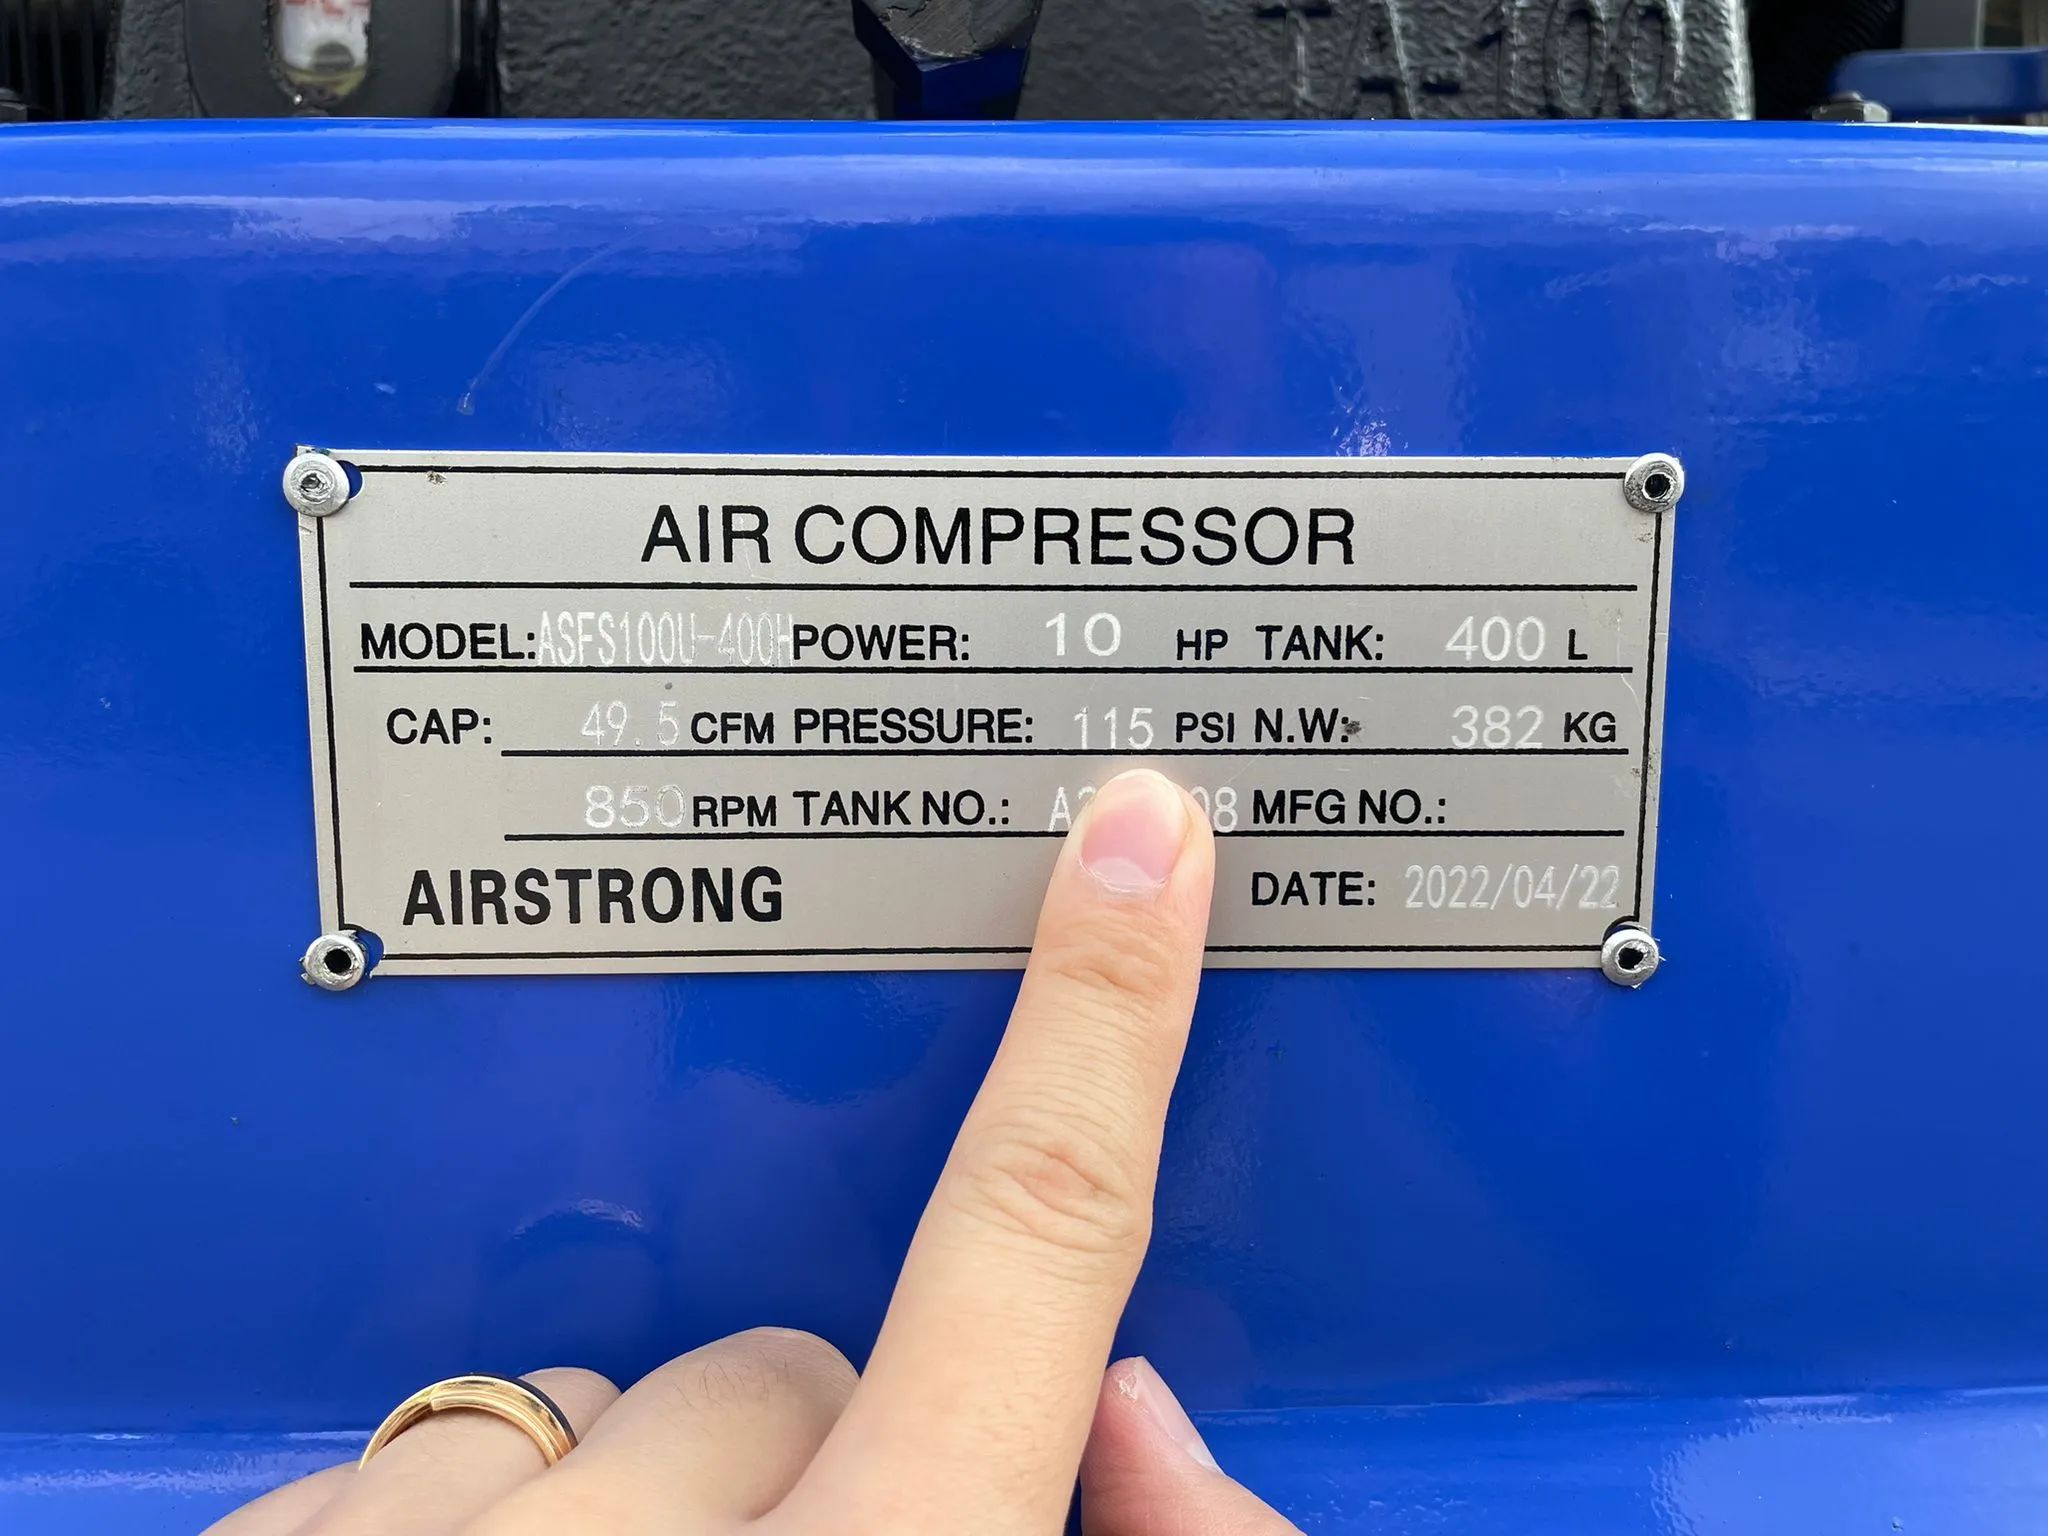 TA-100
AIR COMPRESSOR
MODEL: ASFS100U-400H POWER: 10 HP TANK: 400 L
CAP: 49.5 CFM PRESSURE: 115 PSI N.W: 382 KG
850 RPM TANK NO.: MFG NO.:
AIRSTRONG DATE: 2022/04/22